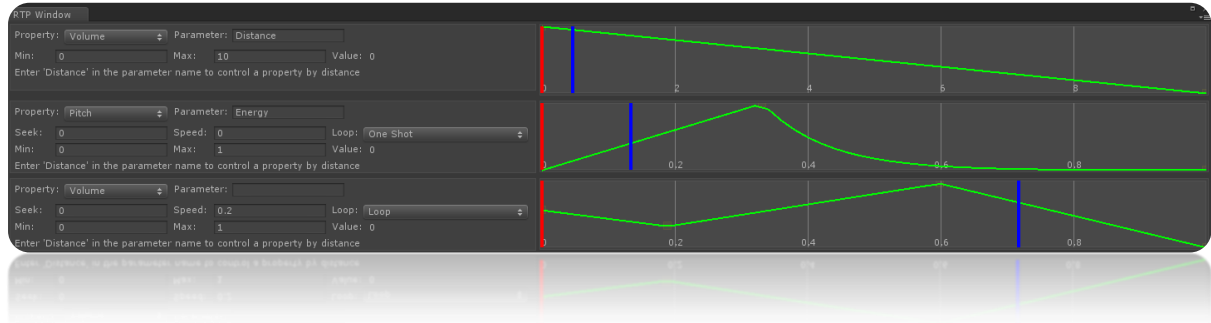 RTP Window
Property: Volume Parameter: Distance
Min: 0 Max: 10 Value: 0
Enter 'Distance' in the parameter name to control a property by distance
0 2 4 6 8
Property: Pitch Parameter: Energy
Seek: 0 Speed: 0 Loop: One Shot
Min: 0 Max: 1 Value: 0
Enter 'Distance' in the parameter name to control a property by distance
0 0.2 0.4 0.6 0.8
Property: Volume Parameter:
Seek: 0 Speed: 0.2 Loop: Loop
Min: 0 Max: 1 Value: 0
Enter 'Distance' in the parameter name to control a property by distance
0 0.2 0.4 0.6 0.8